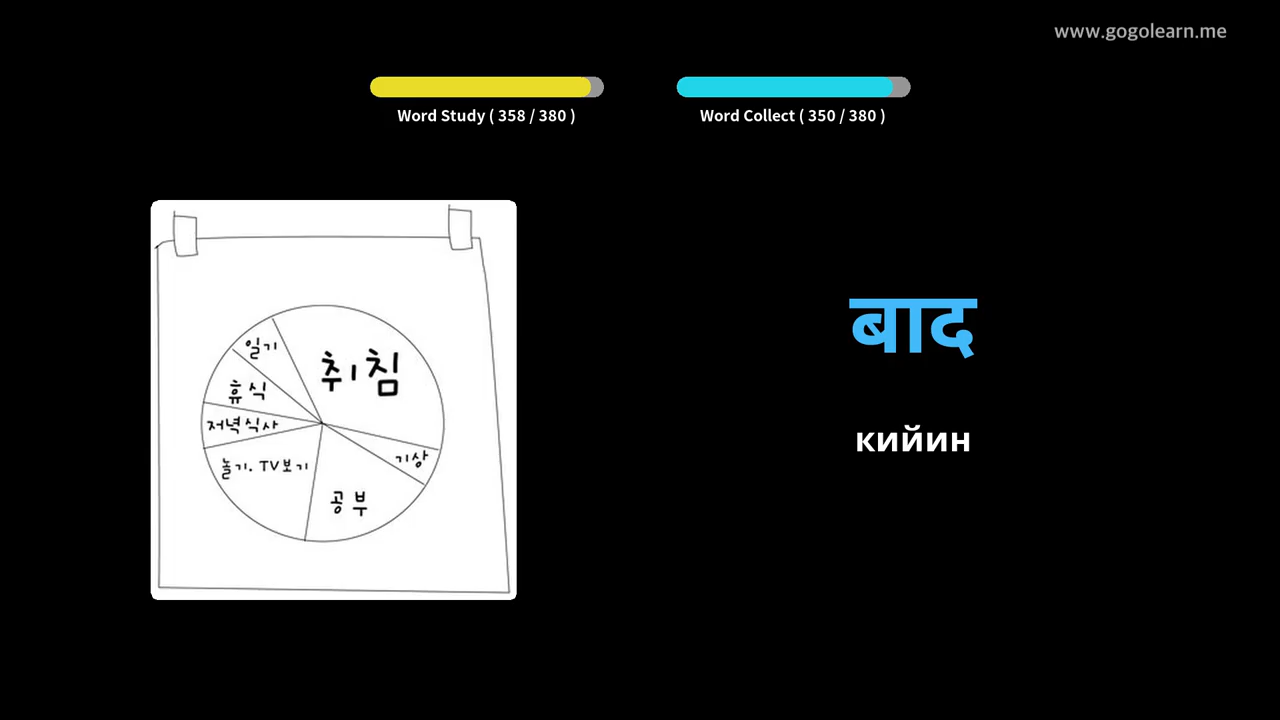 www.gogolearn.me
Word Study ( 358 / 380 )
Word Collect ( 350 / 380 )
일기
취침
휴식
저녁식사
기상
놀기. TV보기
공부
बाद
кийин